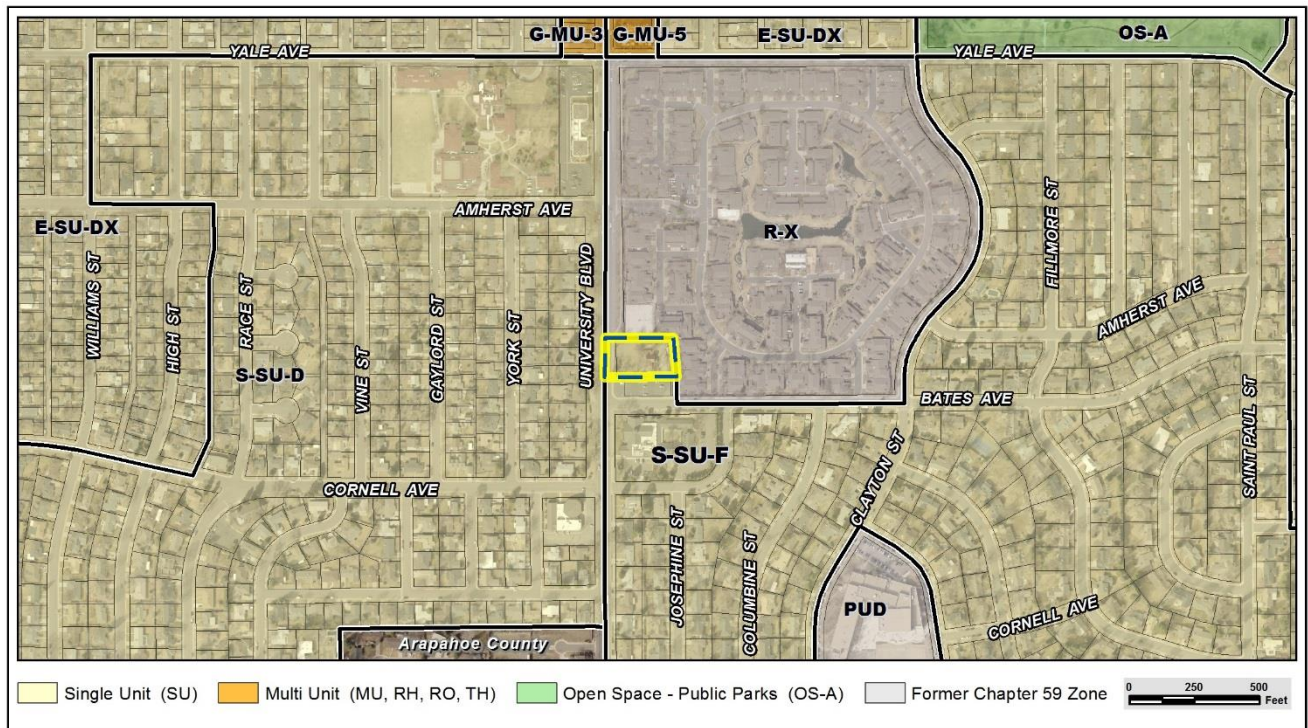 G-MU-3 G-MU-5 E-SU-DX OS-A
YALE AVE YALE AVE
AMHERST AVE
E-SU-DX
R-X
WILLIAMS ST
HIGH ST
RACE ST
S-SU-D
VINE ST
GAYLORD ST
YORK ST
UNIVERSITY BLVD
FILLMORE ST
AMHERST AVE
BATES AVE
SAINT PAUL ST
S-SU-F
CLAYTON ST
CORNELL AVE
JOSEPHINE ST
COLUMBINE ST
PUD
CORNELL AVE
Arapahoe County
Single Unit (SU) Multi Unit (MU, RH, RO, TH) Open Space - Public Parks (OS-A) Former Chapter 59 Zone
0 250 500
Feet